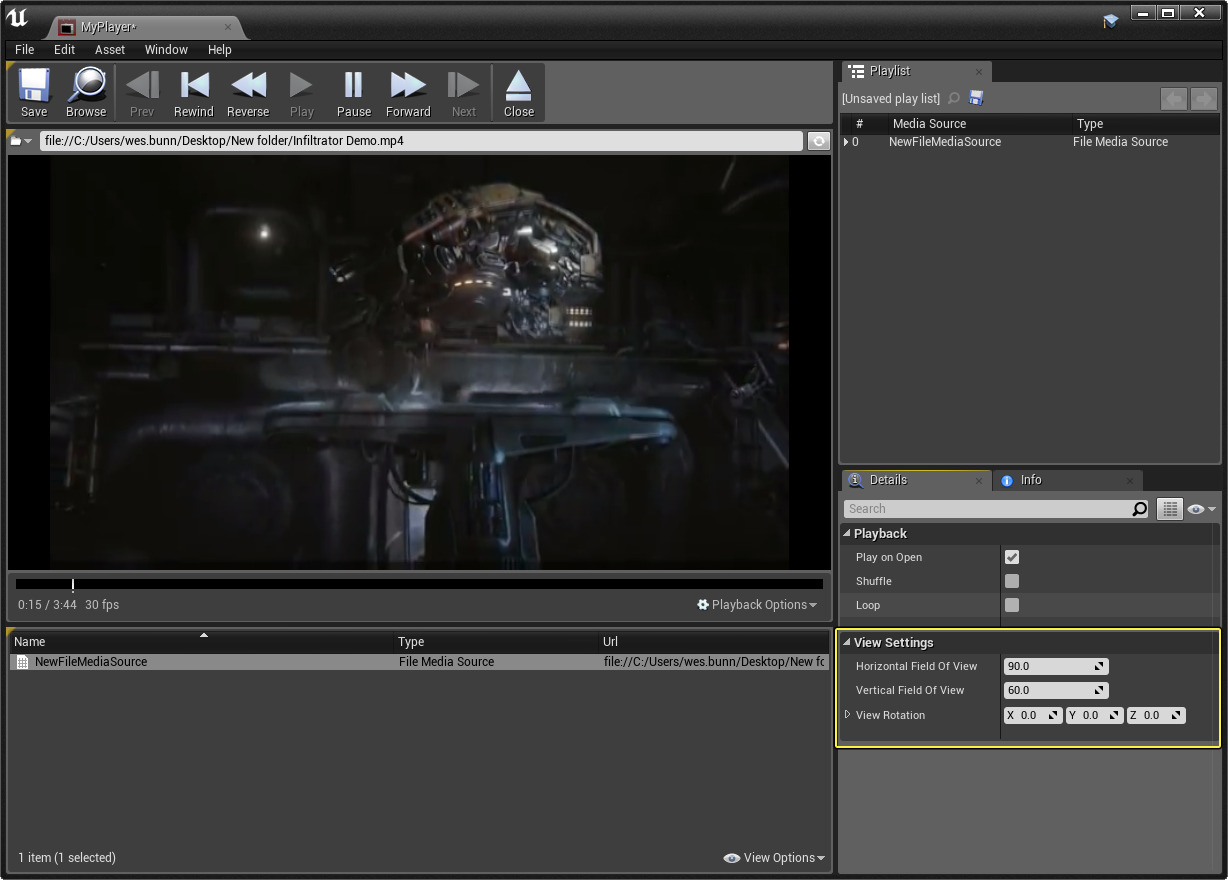 MyPlayer*
File Edit Asset Window Help
Save Browse Prev Rewind Reverse Play Pause Forward Next Close
file://C:/Users/wes.bunn/Desktop/New folder/Infiltrator Demo.mp4
0:15 / 3:44 30 fps
Playback Options
Name Type Url
NewFileMediaSource File Media Source file://C:/Users/wes.bunn/Desktop/New fo
1 item (1 selected)
View Options
Playlist
[Unsaved play list]
# Media Source Type
0 NewFileMediaSource File Media Source
Details Info
Search
Playback
Play on Open
Shuffle
Loop
View Settings
Horizontal Field Of View 90.0
Vertical Field Of View 60.0
View Rotation X 0.0 Y 0.0 Z 0.0